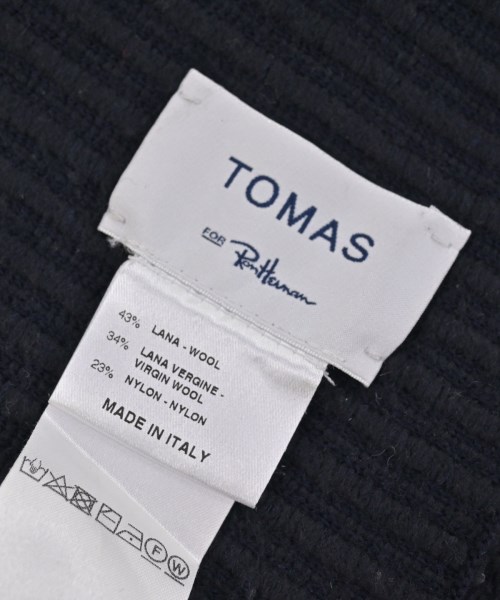 TOMAS
FOR Ron Herman
43% LANA - WOOL
34% LANA VERGINE -
VIRGIN WOOL
23% NYLON - NYLON
MADE IN ITALY
F W